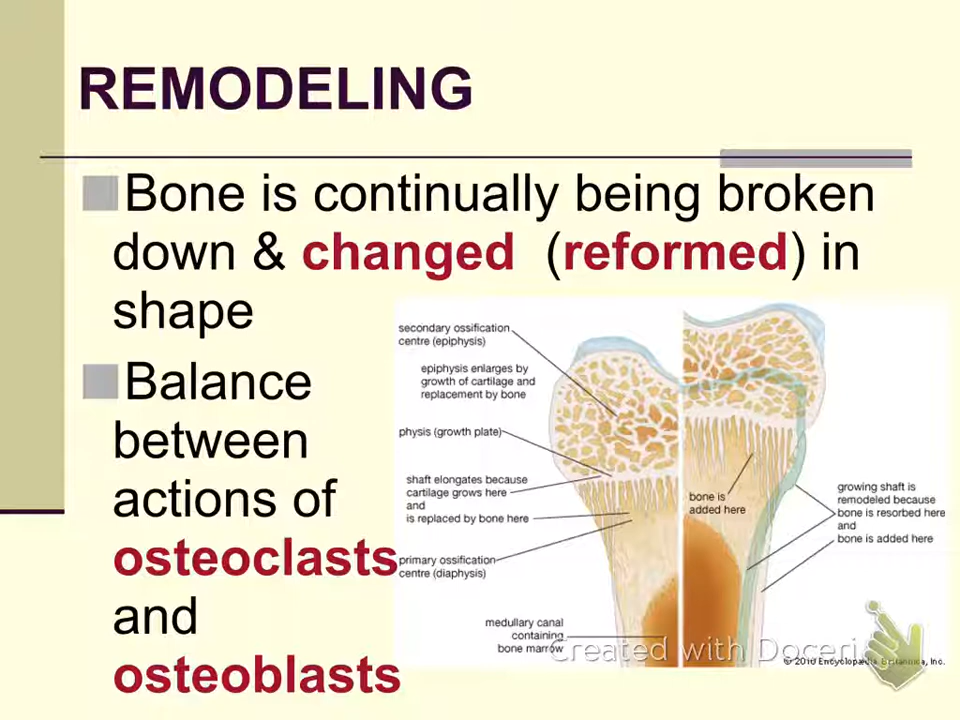 REMODELING
Bone is continually being broken
down & changed (reformed) in
shape
Balance
between
actions of
osteoclasts
and
osteoblasts
secondary ossification
centre (epiphysis)
epiphysis enlarges by
growth of cartilage and
replacement by bone
physis (growth plate)
shaft elongates because
cartilage grows here
and
is replaced by bone here
primary ossification
centre (diaphysis)
medullary canal
containing
bone marrow
bone is
added here
growing shaft is
remodeled because
bone is resorbed here
and
bone is added here
Created with Doceri
© 2010 Encyclopædia Britannica, Inc.